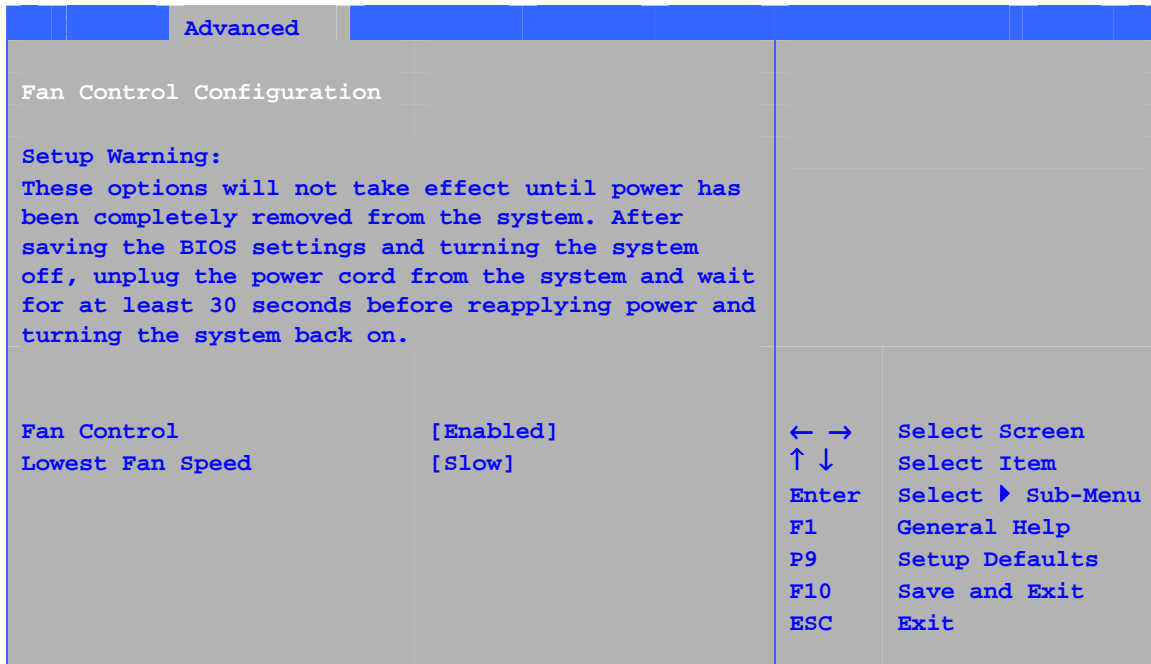 Advanced
Fan Control Configuration
Setup Warning:
These options will not take effect until power has
been completely removed from the system. After
saving the BIOS settings and turning the system
off, unplug the power cord from the system and wait
for at least 30 seconds before reapplying power and
turning the system back on.
Fan Control [Enabled]
Lowest Fan Speed [Slow]
← → Select Screen
↑ ↓ Select Item
Enter Select ▶ Sub-Menu
F1 General Help
P9 Setup Defaults
F10 Save and Exit
ESC Exit